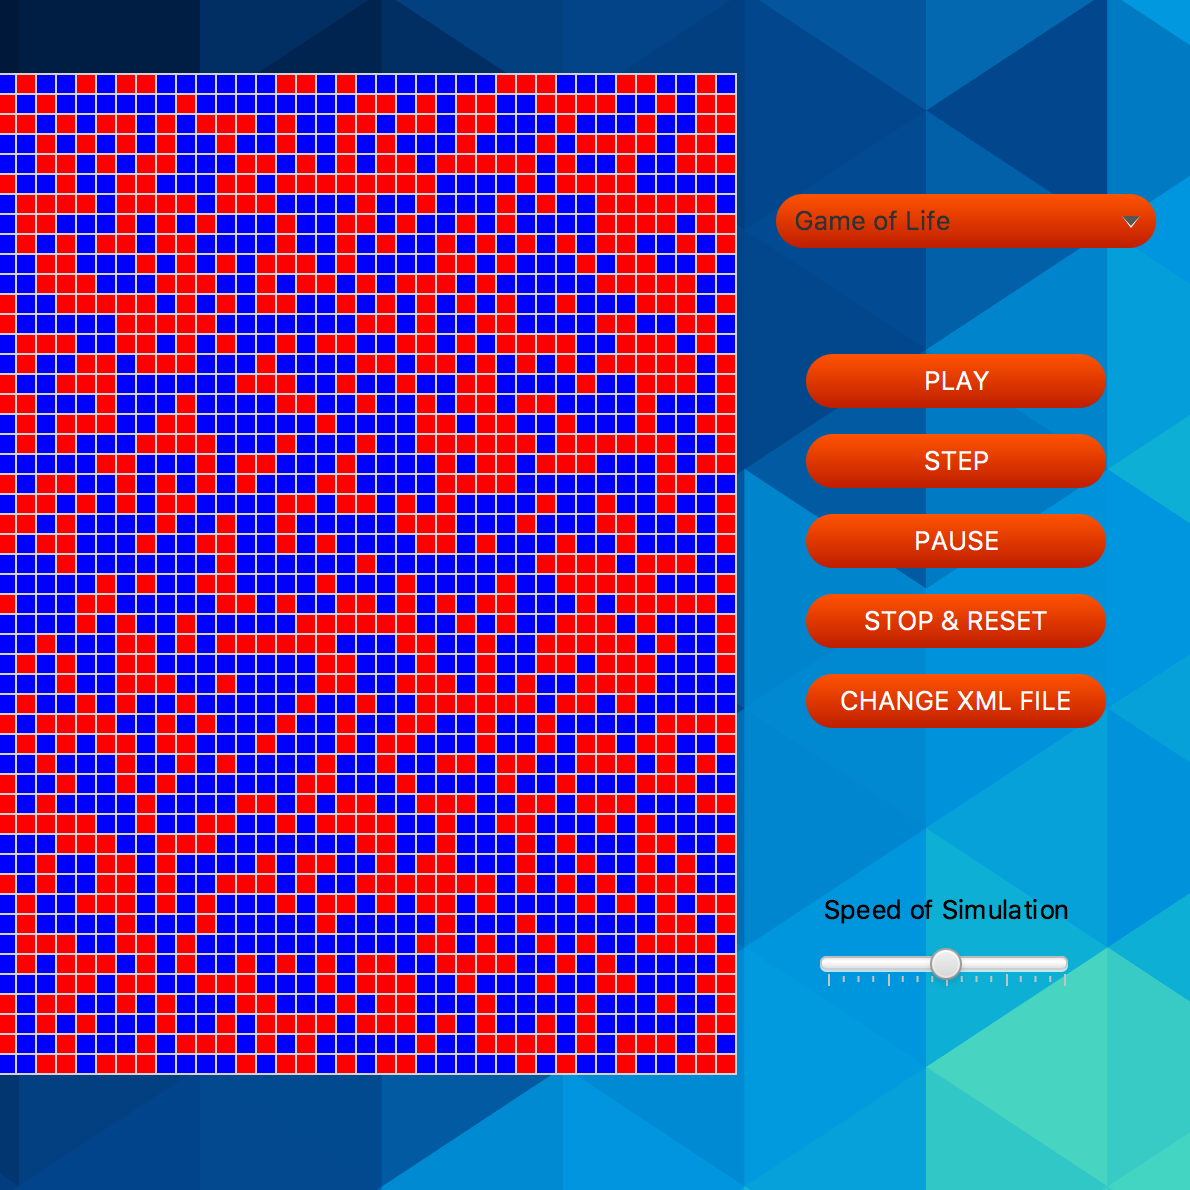 Game of Life
PLAY
STEP
PAUSE
STOP & RESET
CHANGE XML FILE
Speed of Simulation